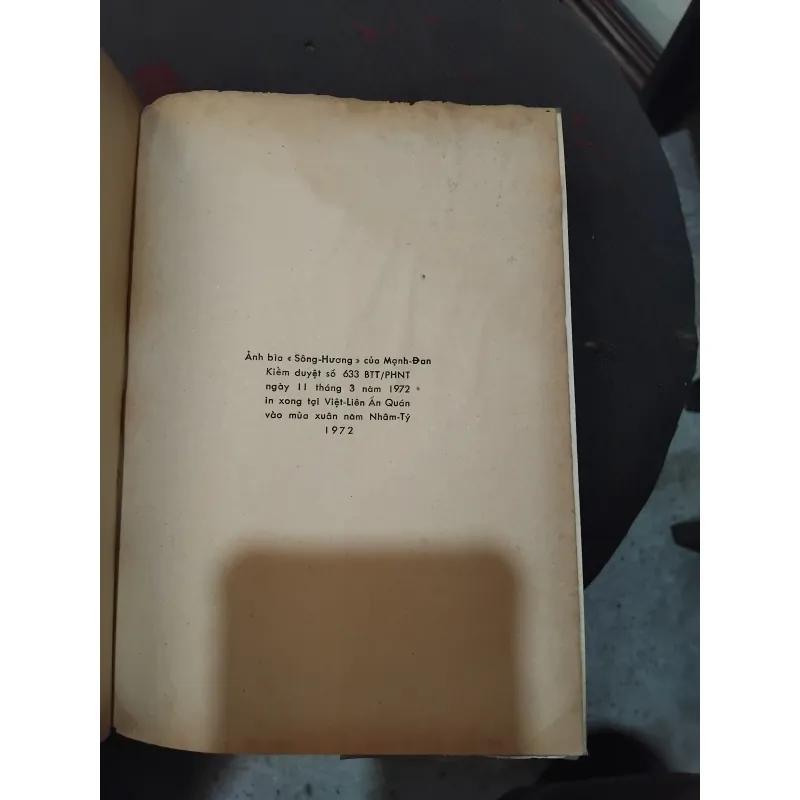 Ảnh bìa « Sông-Hương » của Mạnh-Đan
Kiểm duyệt số 633 BTT/PHNT
ngày 11 tháng 3 năm 1972
in xong tại Việt-Liên Ấn Quán
vào mùa xuân năm Nhâm-Tý
1972